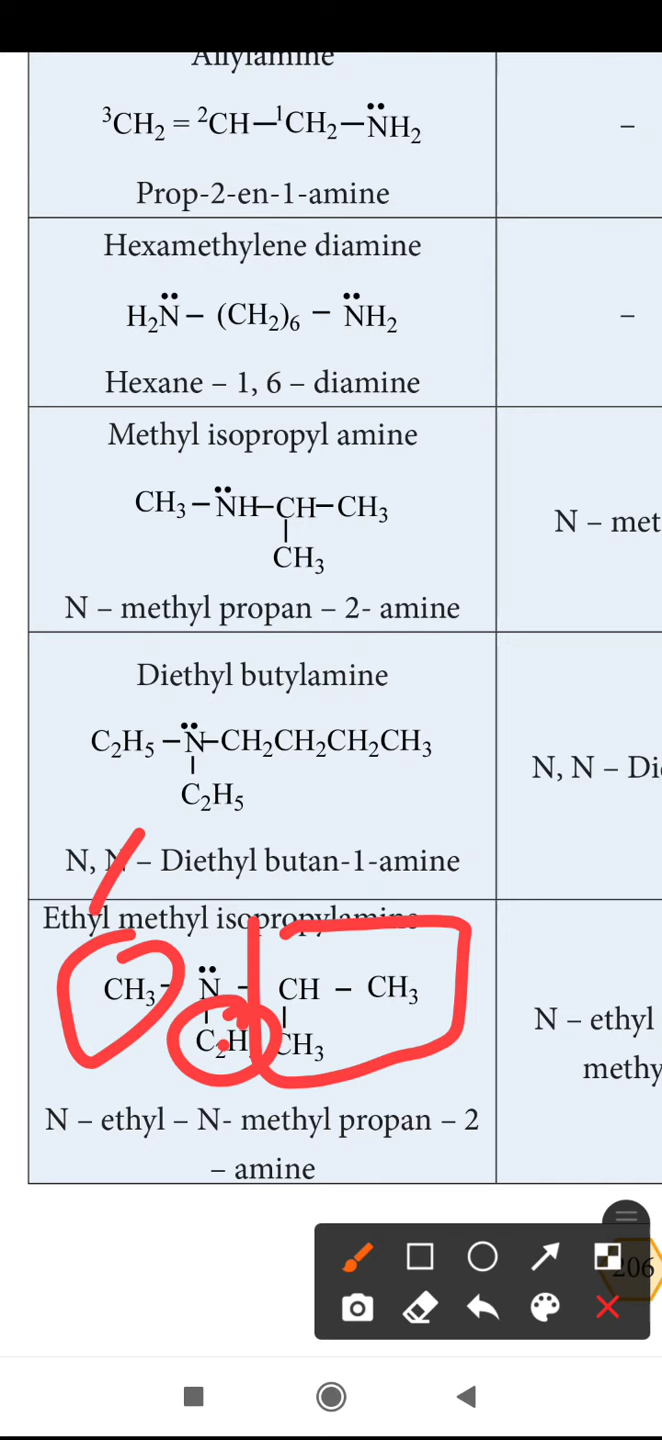 Allylamine
³CH₂ = ²CH—¹CH₂—N̈H₂
–
Prop-2-en-1-amine
Hexamethylene diamine
H₂N̈ – (CH₂)₆ – N̈H₂
–
Hexane – 1, 6 – diamine
Methyl isopropyl amine
CH₃ – N̈H–CH–CH₃
CH₃
N – met
N – methyl propan – 2- amine
Diethyl butylamine
C₂H₅ – N̈–CH₂CH₂CH₂CH₃
C₂H₅
N, N – Di
N, N – Diethyl butan-1-amine
Ethyl methyl isopropylamine
CH₃ – N̈ – CH – CH₃
C₂H CH₃
N – ethyl
methy
N – ethyl – N- methyl propan – 2
– amine
206